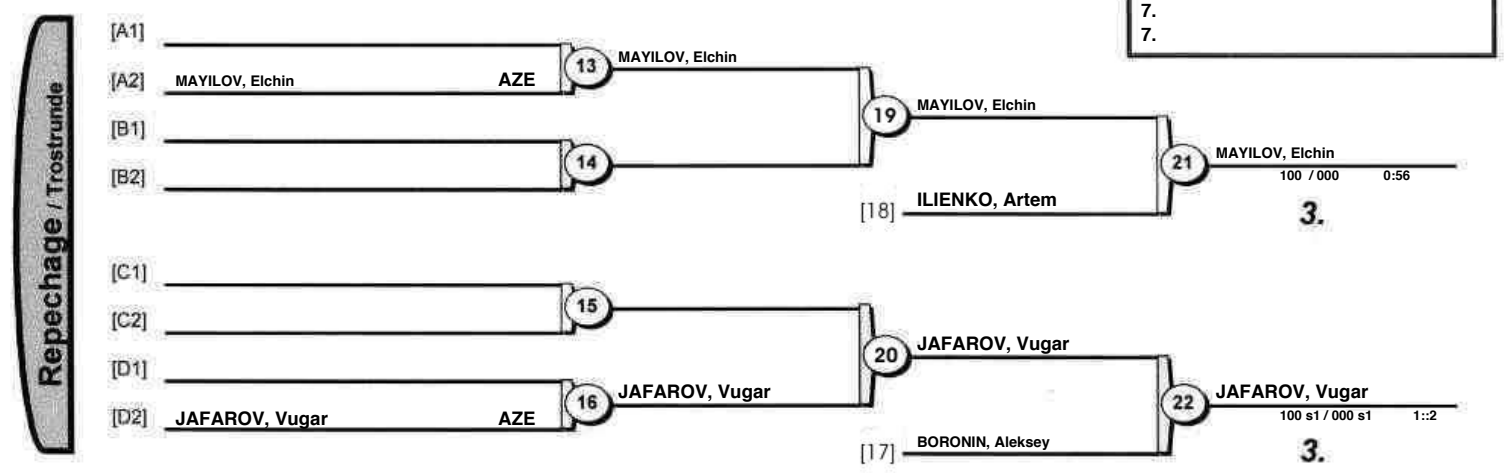 7.
7.
Repechage / Trostrunde
[A1]
[A2] MAYILOV, Elchin AZE
[B1]
[B2]
13 MAYILOV, Elchin
14
19 MAYILOV, Elchin
[18] ILIENKO, Artem
21 MAYILOV, Elchin
100 / 000 0:56
3.
[C1]
[C2]
[D1]
[D2] JAFAROV, Vugar AZE
15
16 JAFAROV, Vugar
20 JAFAROV, Vugar
[17] BORONIN, Aleksey
22 JAFAROV, Vugar
100 s1 / 000 s1 1::2
3.